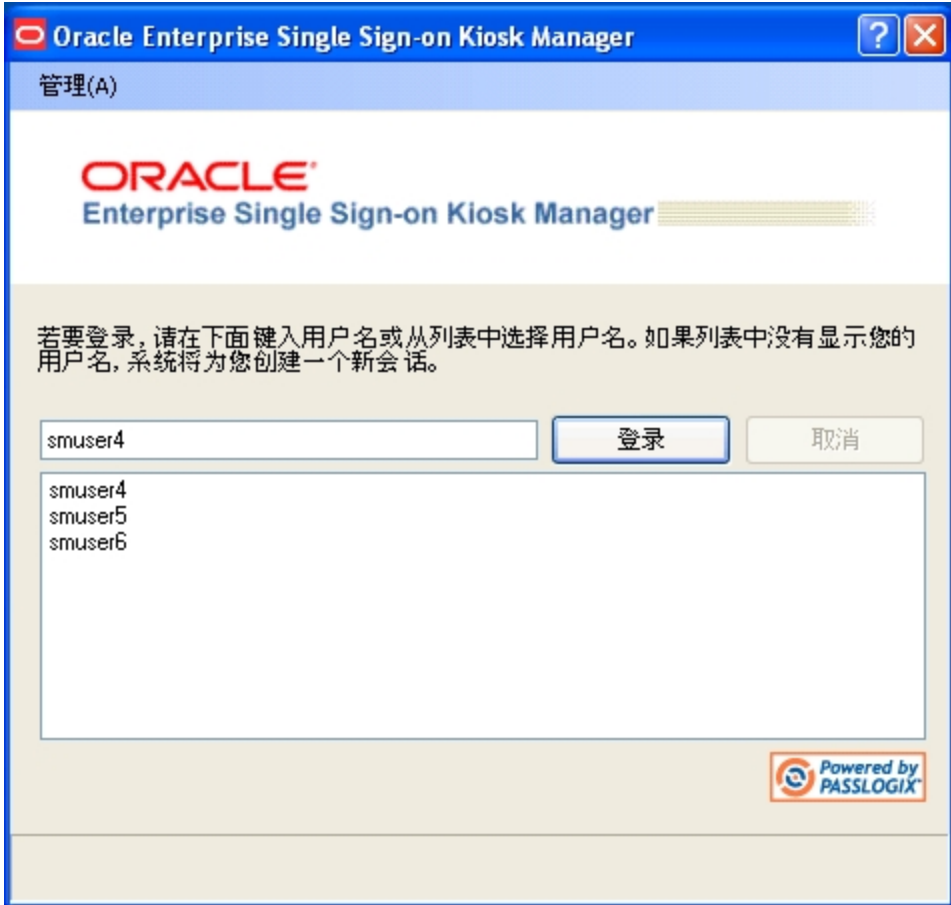 Oracle Enterprise Single Sign-on Kiosk Manager
管理(A)
ORACLE
Enterprise Single Sign-on Kiosk Manager
若要登录,请在下面键入用户名或从列表中选择用户名。如果列表中没有显示您的
用户名,系统将为您创建一个新会话。
smuser4 登录 取消
smuser4
smuser5
smuser6
Powered by
PASSLOGIX